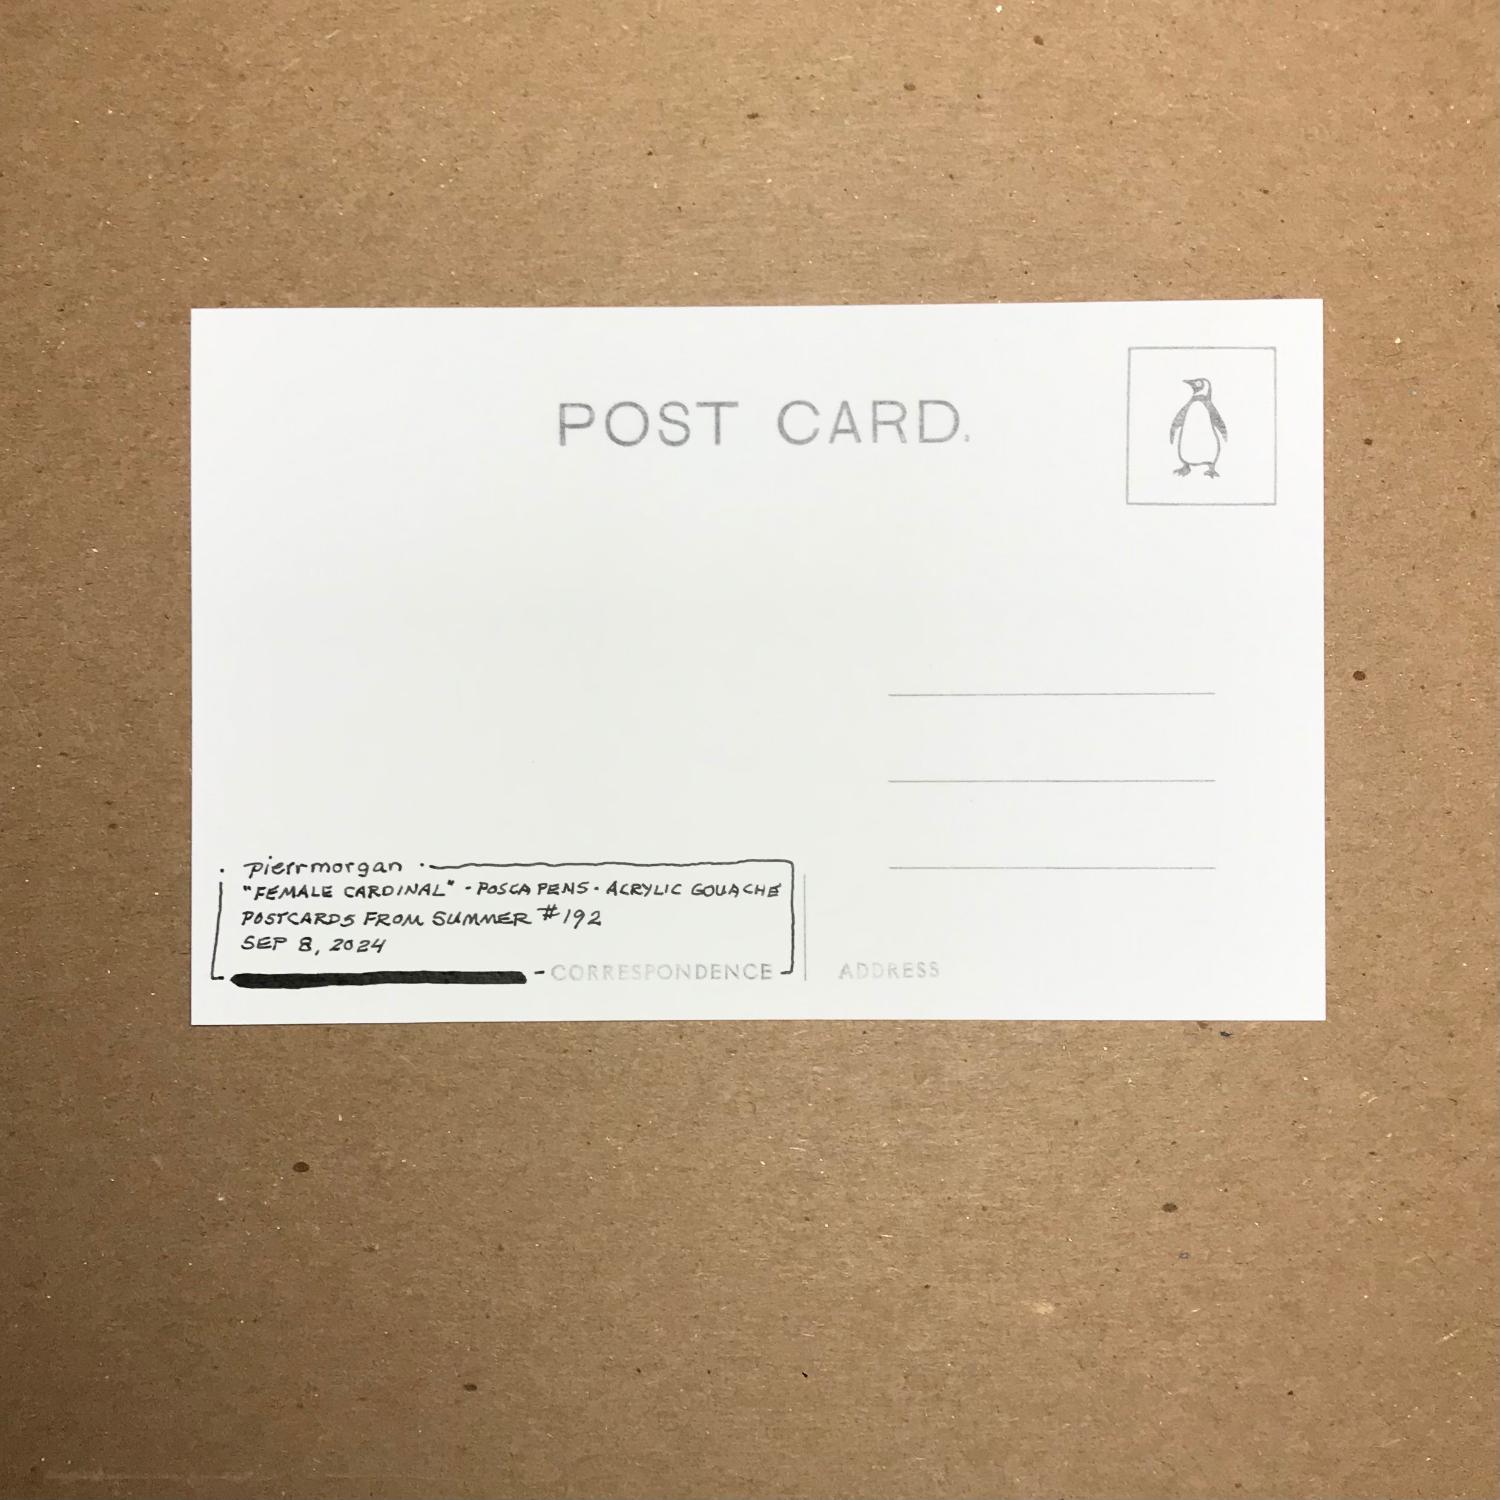 POST CARD.
pierrmorgan
"FEMALE CARDINAL" - POSCA PENS · ACRYLIC GOUACHE
POSTCARDS FROM SUMMER #192
SEP 8, 2024
CORRESPONDENCE
ADDRESS